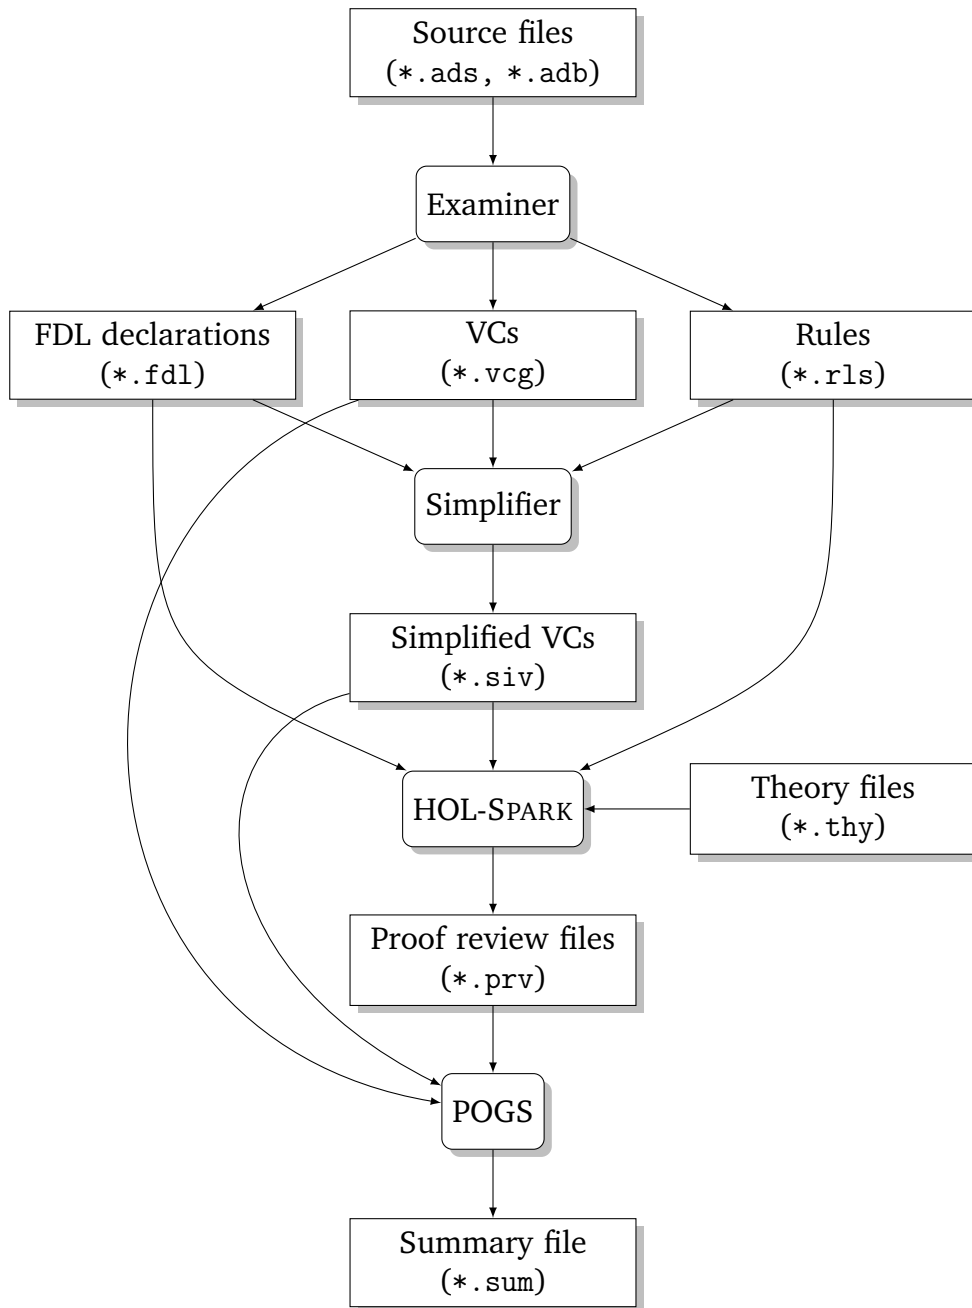 Source files
(*.ads, *.adb)
Examiner
FDL declarations
(*.fdl)
VCs
(*.vcg)
Rules
(*.rls)
Simplifier
Simplified VCs
(*.siv)
HOL-SPARK
Theory files
(*.thy)
Proof review files
(*.prv)
POGS
Summary file
(*.sum)